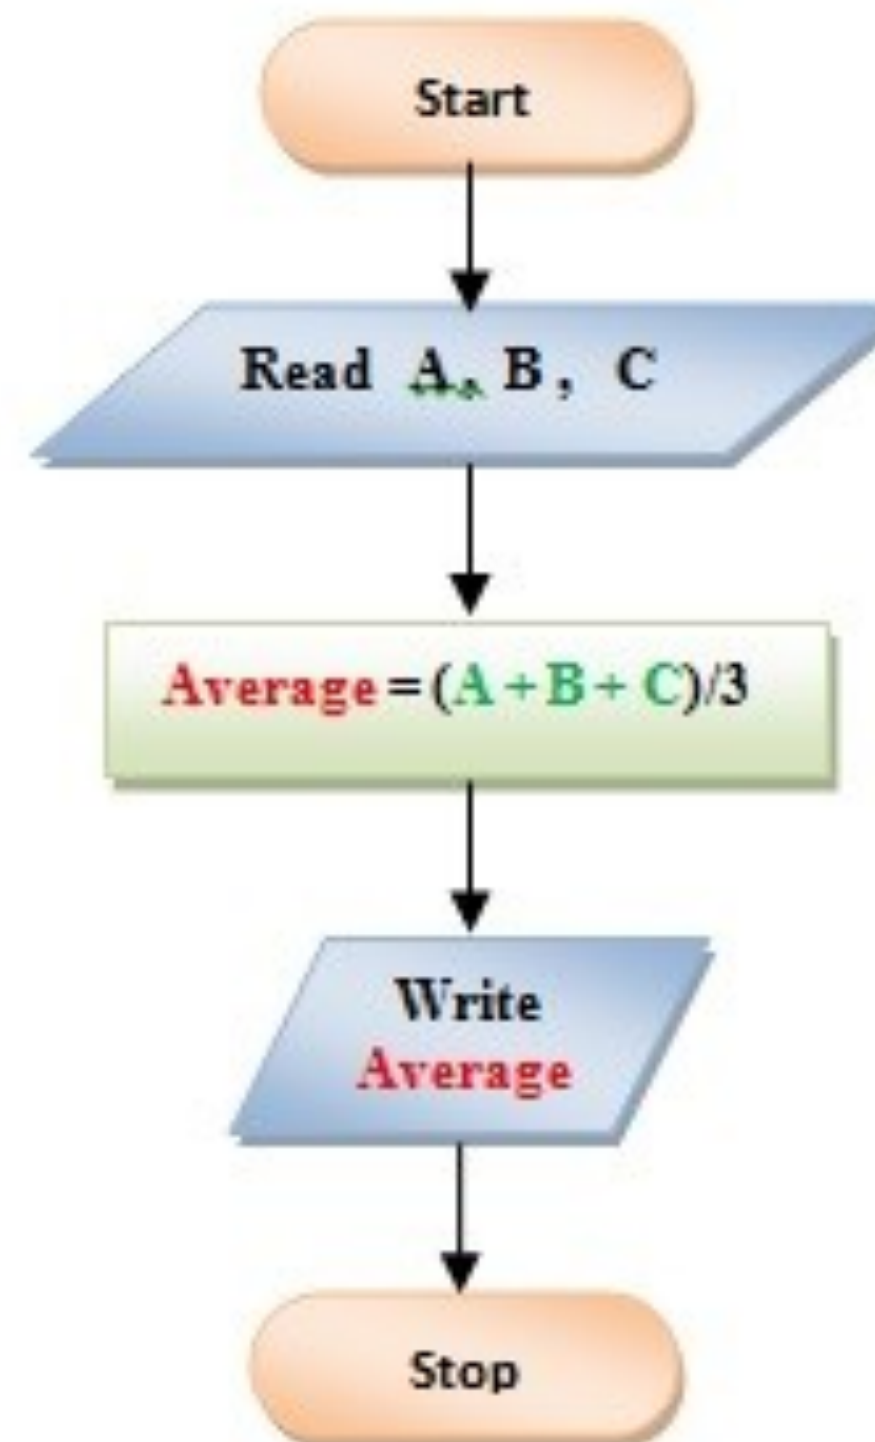 Start
Read A, B, C
Average = (A + B + C)/3
Write
Average
Stop